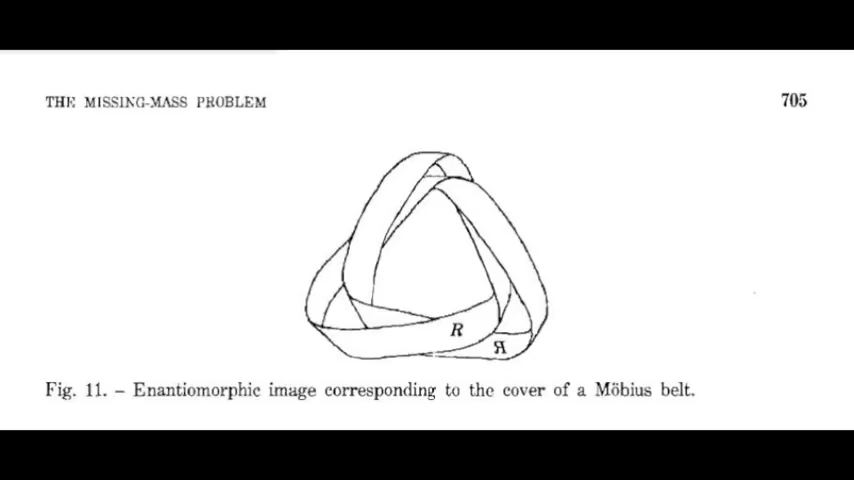 THE MISSING-MASS PROBLEM 705
R
Я
Fig. 11. – Enantiomorphic image corresponding to the cover of a Möbius belt.